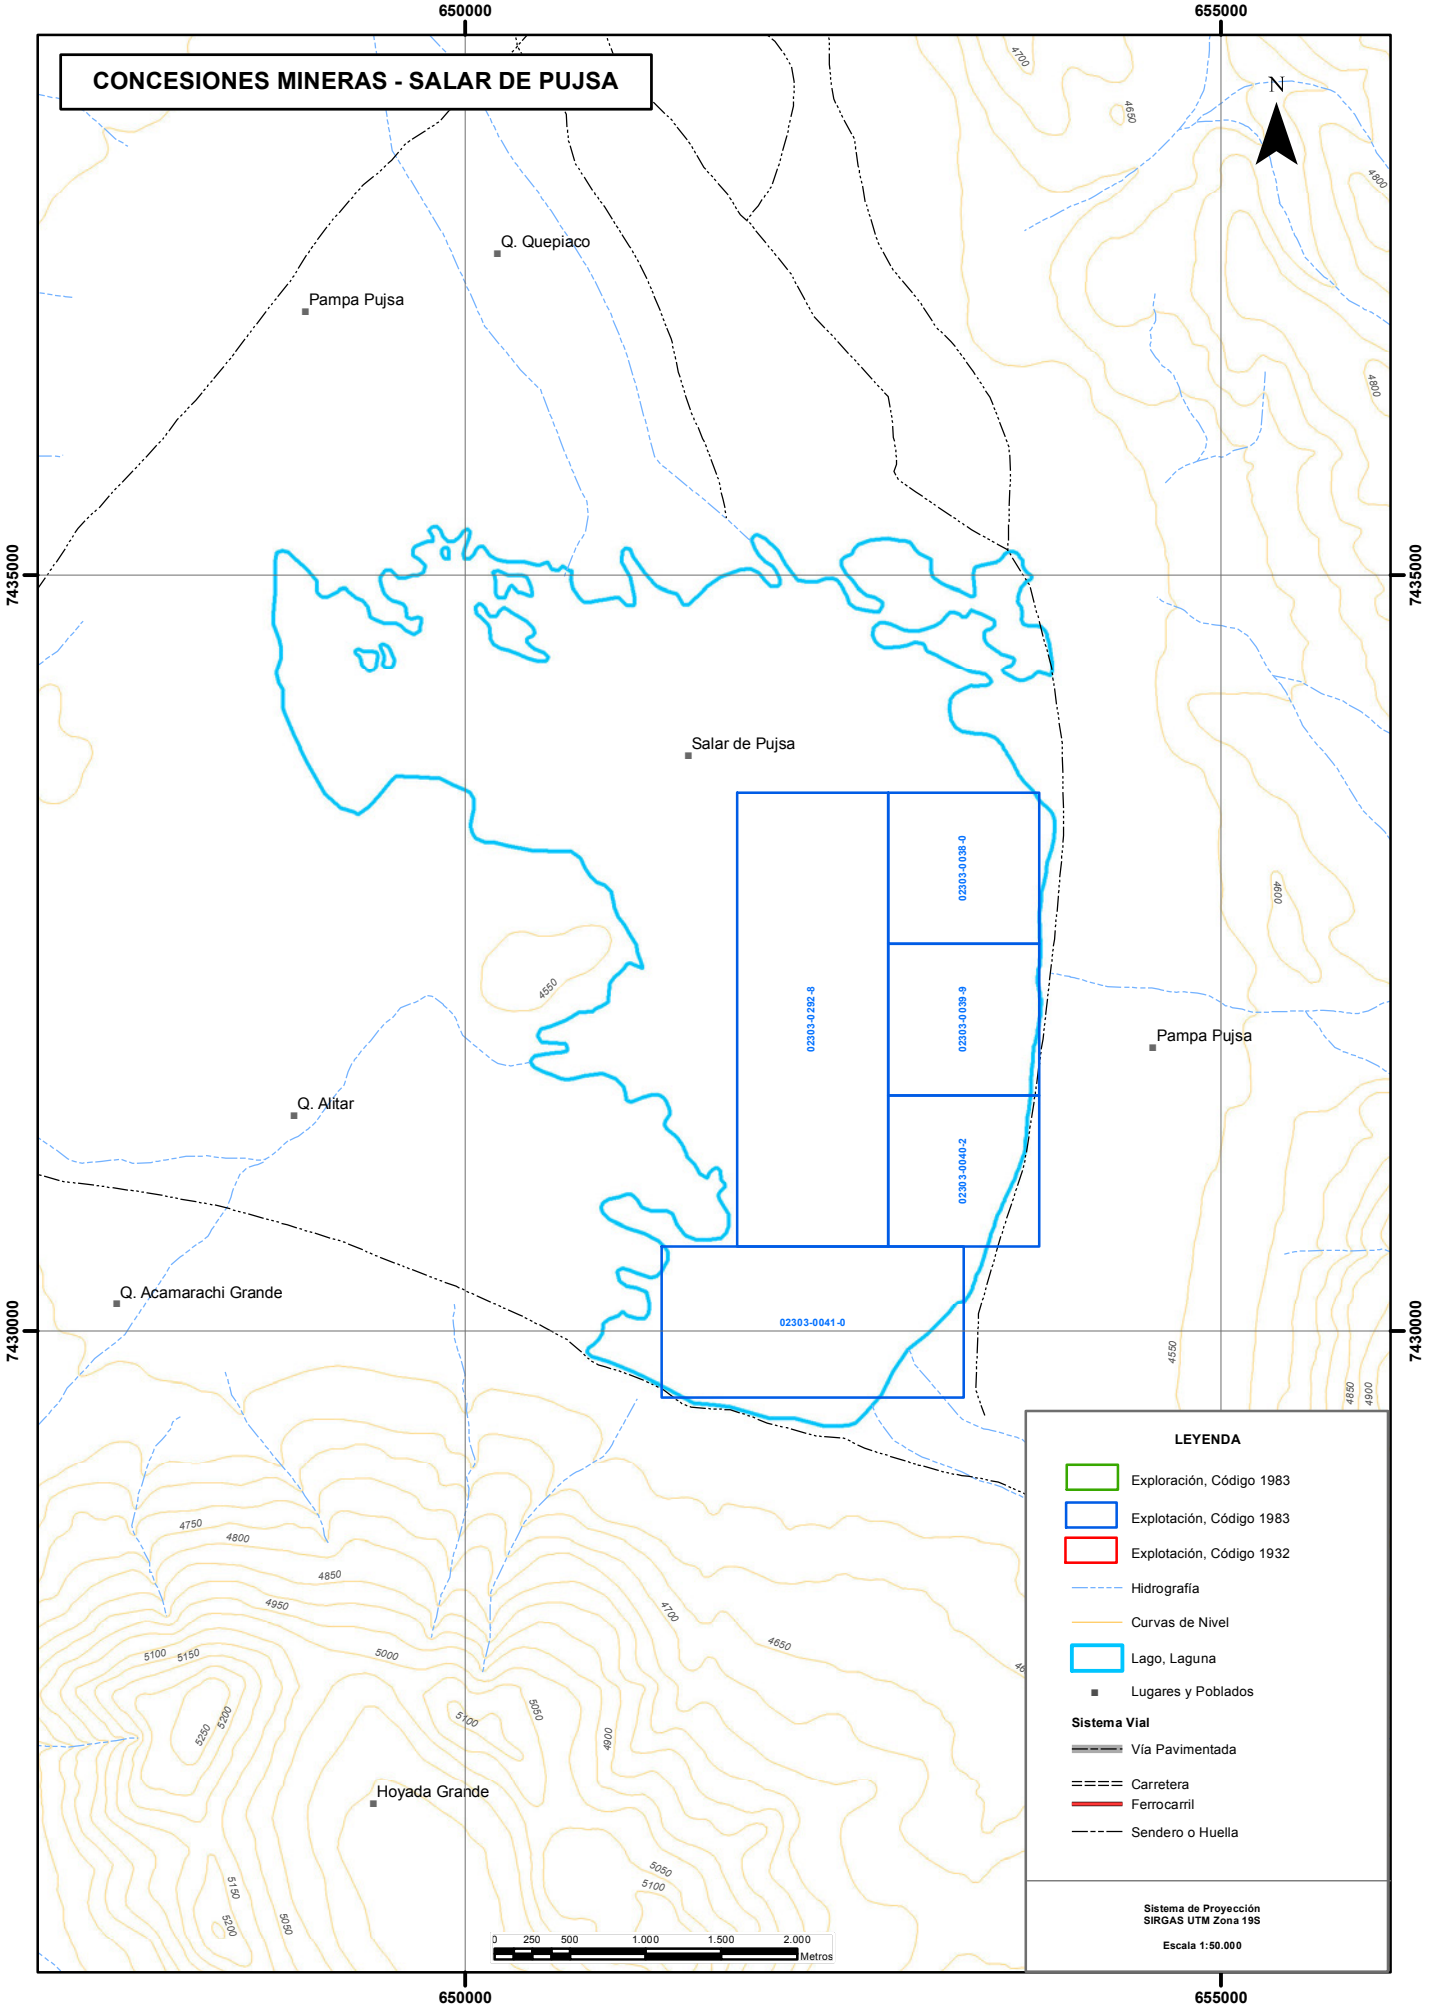 650000
655000
CONCESIONES MINERAS - SALAR DE PUJSA
N
4700
4650
4800
Q. Quepiaco
Pampa Pujsa
4800
7435000
7435000
Salar de Pujsa
02303-0038-0
4600
4550
02303-0292-8
02303-0039-9
Pampa Pujsa
Q. Alitar
02303-0040-2
Q. Acamarachi Grande
02303-0041-0
7430000
7430000
4550
4850
4900
4750
4800
4850
4950
4700
4650
5100
5150
5000
5250
5200
5100
5050
4900
Hoyada Grande
5150
5200
5050
5050
5100
LEYENDA
Exploración, Código 1983
Explotación, Código 1983
Explotación, Código 1932
Hidrografía
Curvas de Nivel
Lago, Laguna
Lugares y Poblados
Sistema Vial
Vía Pavimentada
Carretera
Ferrocarril
Sendero o Huella
Sistema de Proyección
SIRGAS UTM Zona 19S
Escala 1:50.000
0 250 500 1.000 1.500 2.000
Metros
650000
655000